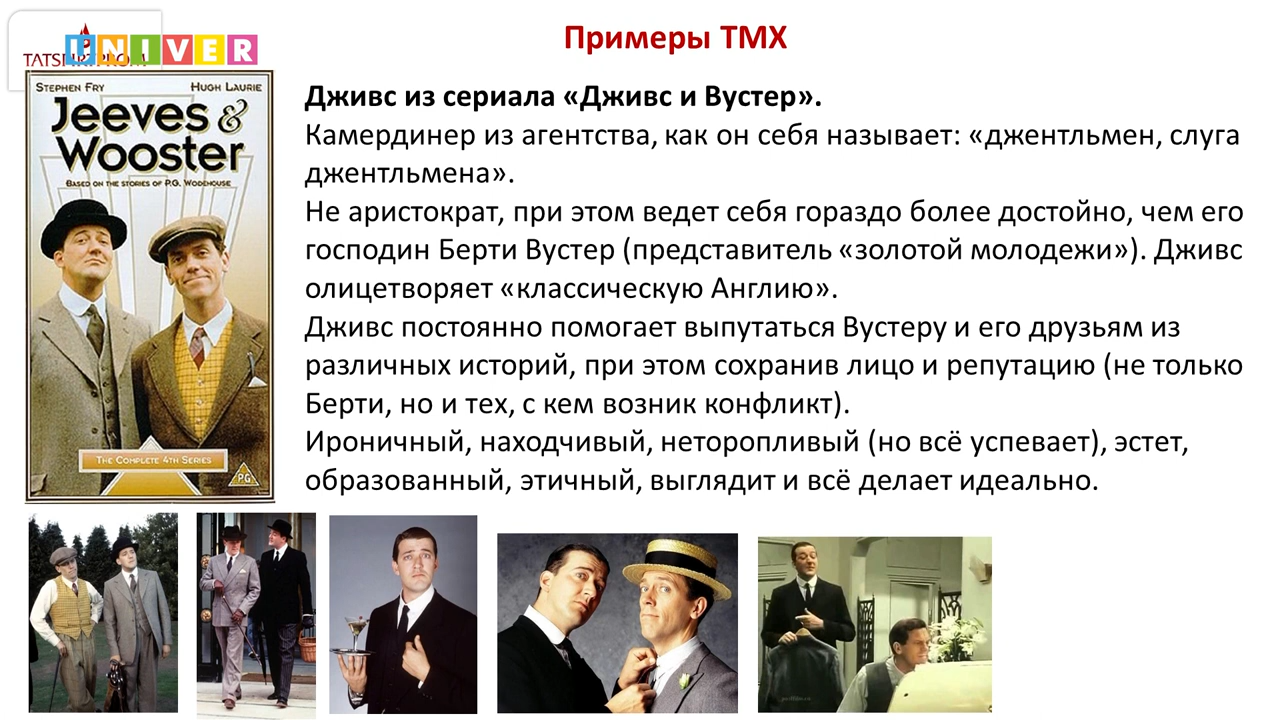 Примеры ТМХ
TATSPIRTPROM
UNIVER
STEPHEN FRY HUGH LAURIE
Jeeves &
Wooster
BASED ON THE STORIES OF P.G. WODEHOUSE
THE COMPLETE 4TH SERIES
PG
Дживс из сериала «Дживс и Вустер».
Камердинер из агентства, как он себя называет: «джентльмен, слуга
джентльмена».
Не аристократ, при этом ведет себя гораздо более достойно, чем его
господин Берти Вустер (представитель «золотой молодежи»). Дживс
олицетворяет «классическую Англию».
Дживс постоянно помогает выпутаться Вустеру и его друзьям из
различных историй, при этом сохранив лицо и репутацию (не только
Берти, но и тех, с кем возник конфликт).
Ироничный, находчивый, неторопливый (но всё успевает), эстет,
образованный, этичный, выглядит и всё делает идеально.